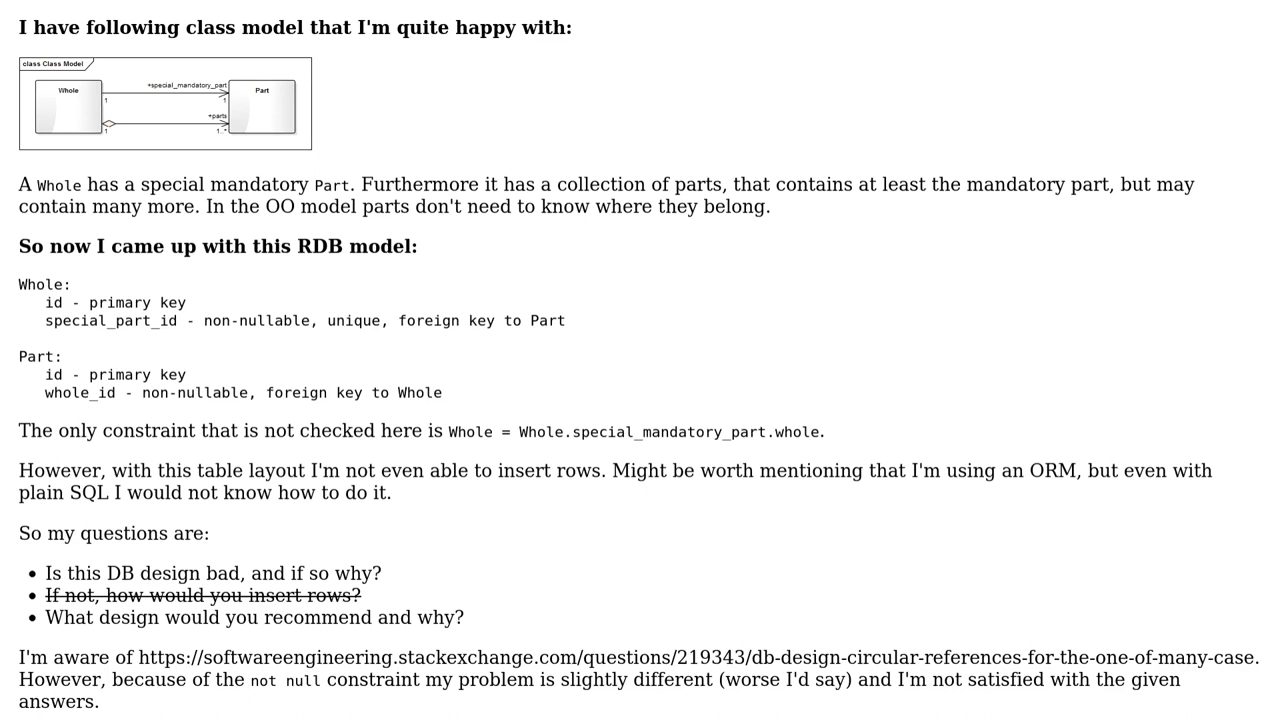 I have following class model that I'm quite happy with:
class Class Model
Whole
+special_mandatory_part
Part
1
1
+parts
1
1..*
A Whole has a special mandatory Part. Furthermore it has a collection of parts, that contains at least the mandatory part, but may
contain many more. In the OO model parts don't need to know where they belong.
So now I came up with this RDB model:
Whole:
id - primary key
special_part_id - non-nullable, unique, foreign key to Part
Part:
id - primary key
whole_id - non-nullable, foreign key to Whole
The only constraint that is not checked here is Whole = Whole.special_mandatory_part.whole.
However, with this table layout I'm not even able to insert rows. Might be worth mentioning that I'm using an ORM, but even with
plain SQL I would not know how to do it.
So my questions are:
• Is this DB design bad, and if so why?
• If not, how would you insert rows?
• What design would you recommend and why?
I'm aware of https://softwareengineering.stackexchange.com/questions/219343/db-design-circular-references-for-the-one-of-many-case.
However, because of the not null constraint my problem is slightly different (worse I'd say) and I'm not satisfied with the given
answers.